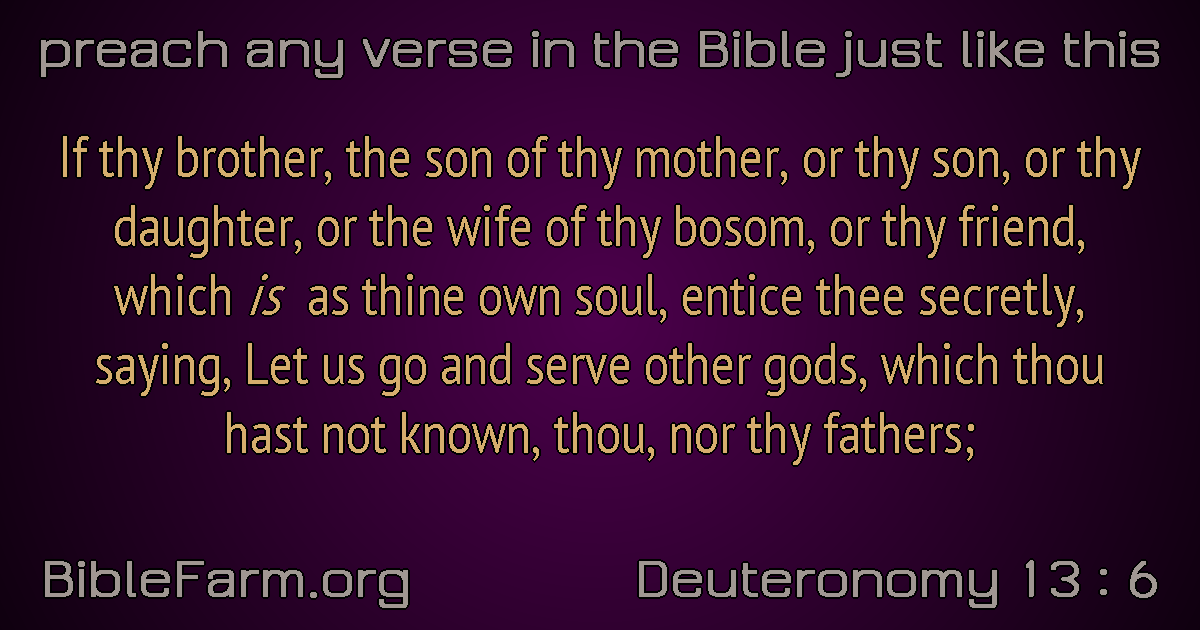 preach any verse in the Bible just like this
If thy brother, the son of thy mother, or thy son, or thy
daughter, or the wife of thy bosom, or thy friend,
which is as thine own soul, entice thee secretly,
saying, Let us go and serve other gods, which thou
hast not known, thou, nor thy fathers;
BibleFarm.org
Deuteronomy 13 : 6